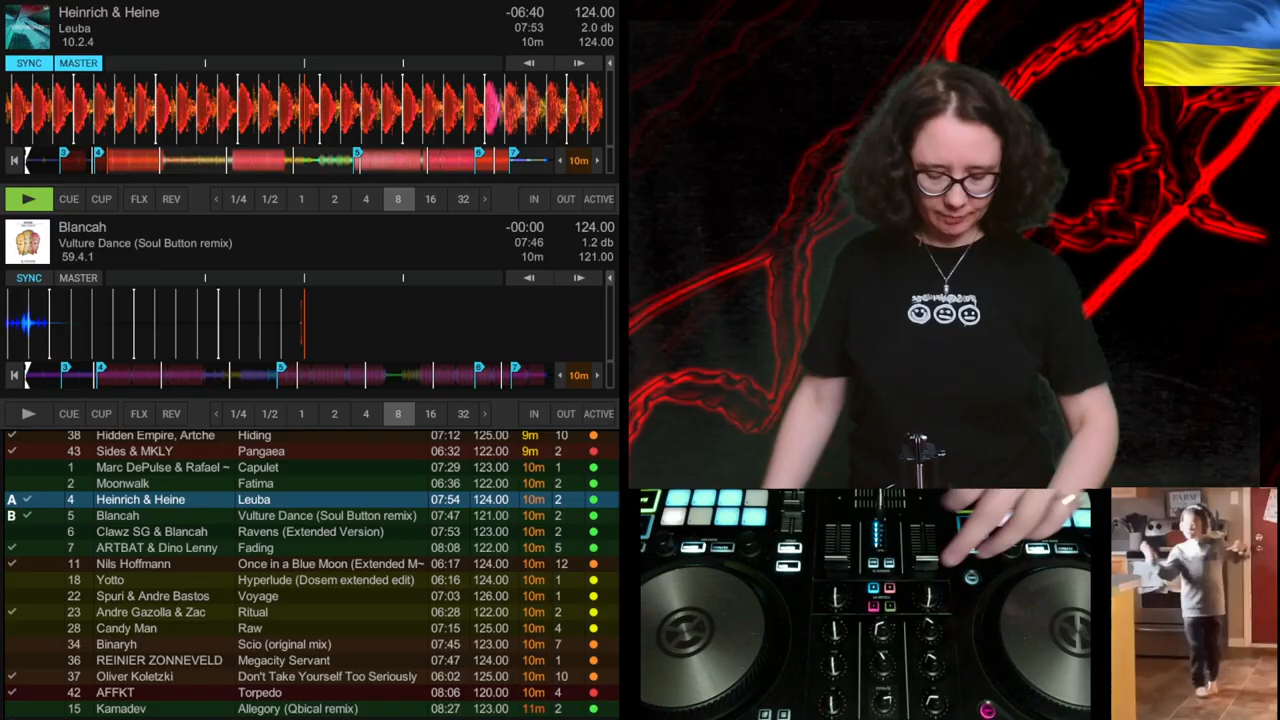 Heinrich & Heine -06:40 124.00
Leuba 07:53 2.0 db
10.2.4 10m 124.00
SYNC MASTER
3 4 5 6 7 10m
CUE CUP FLX REV < 1/4 1/2 1 2 4 8 16 32 > IN OUT ACTIVE
Blancah -00:00 124.00
Vulture Dance (Soul Button remix) 07:46 1.2 db
59.4.1 10m 121.00
SYNC MASTER
3 4 5 6 7 10m
CUE CUP FLX REV < 1/4 1/2 1 2 4 8 16 32 > IN OUT ACTIVE
38 Hidden Empire, Artche Hiding 07:12 125.00 9m 10
43 Sides & MKLY Pangaea 06:32 122.00 9m 2
1 Marc DePulse & Rafael ~ Capulet 07:29 123.00 10m 1
2 Moonwalk Fatima 06:36 122.00 10m 2
A 4 Heinrich & Heine Leuba 07:54 124.00 10m 2
B 5 Blancah Vulture Dance (Soul Button remix) 07:47 121.00 10m 2
6 Clawz SG & Blancah Ravens (Extended Version) 07:53 123.00 10m 2
7 ARTBAT & Dino Lenny Fading 08:08 122.00 10m 5
11 Nils Hoffmann Once in a Blue Moon (Extended M~ 06:17 124.00 10m 12
18 Yotto Hyperlude (Dosem extended edit) 06:16 124.00 10m 1
22 Spuri & Andre Bastos Voyage 07:03 126.00 10m 1
23 Andre Gazolla & Zac Ritual 06:28 122.00 10m 2
28 Candy Man Raw 07:15 125.00 10m 4
34 Binaryh Scio (original mix) 07:45 123.00 10m 7
36 REINIER ZONNEVELD Megacity Servant 07:47 124.00 10m 1
37 Oliver Koletzki Don't Take Yourself Too Seriously 06:02 125.00 10m 10
42 AFFKT Torpedo 08:06 120.00 10m 4
15 Kamadev Allegory (Qbical remix) 08:27 123.00 11m 2
FARM